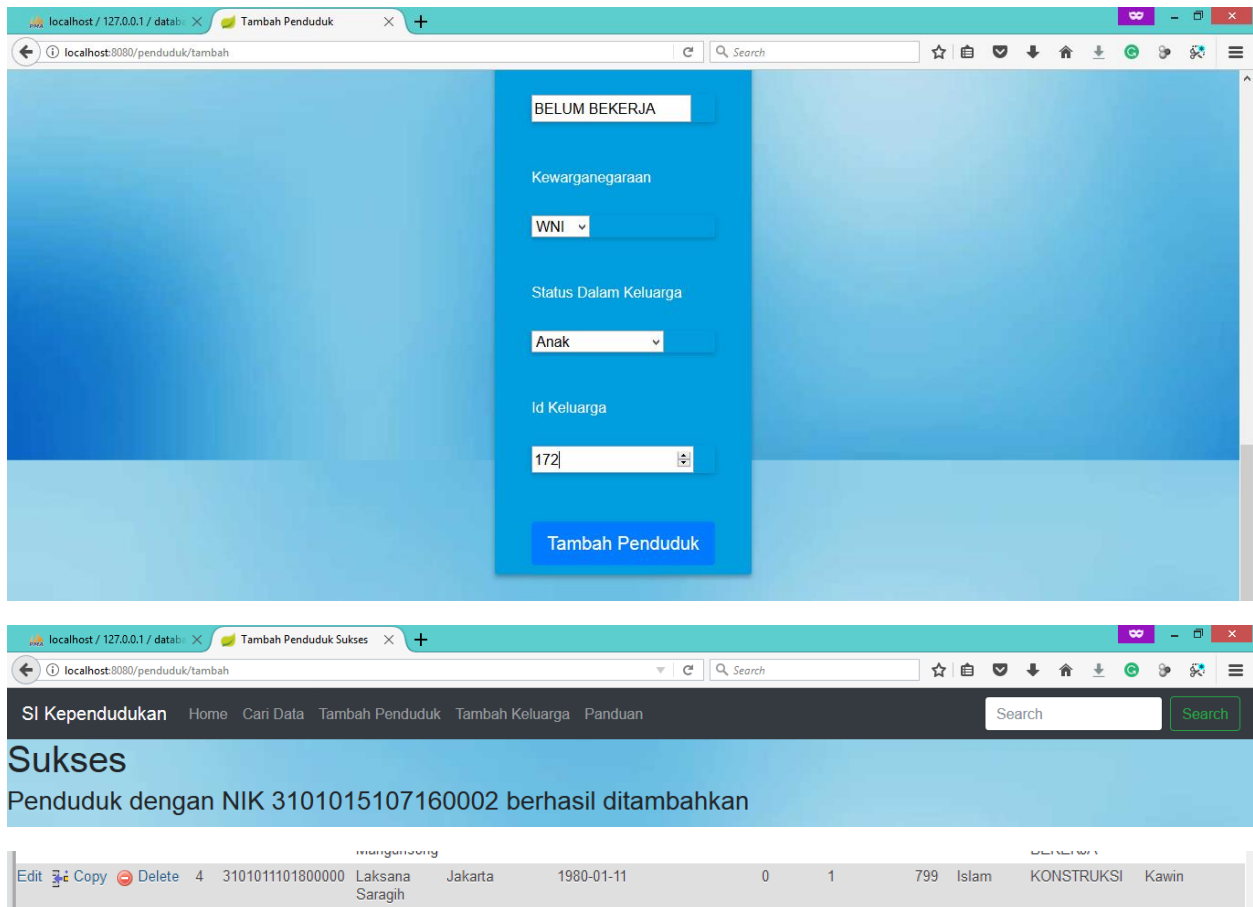 localhost / 127.0.0.1 / databa
Tambah Penduduk
localhost:8080/penduduk/tambah
Search
BELUM BEKERJA
Kewarganegaraan
WNI
Status Dalam Keluarga
Anak
Id Keluarga
172
Tambah Penduduk
localhost / 127.0.0.1 / databa
Tambah Penduduk Sukses
localhost:8080/penduduk/tambah
Search
SI Kependudukan Home Cari Data Tambah Penduduk Tambah Keluarga Panduan Search Search
Sukses
Penduduk dengan NIK 3101015107160002 berhasil ditambahkan
Edit Copy Delete 4 3101011101800000 Laksana Jakarta 1980-01-11 0 1 799 Islam KONSTRUKSI Kawin
Saragih